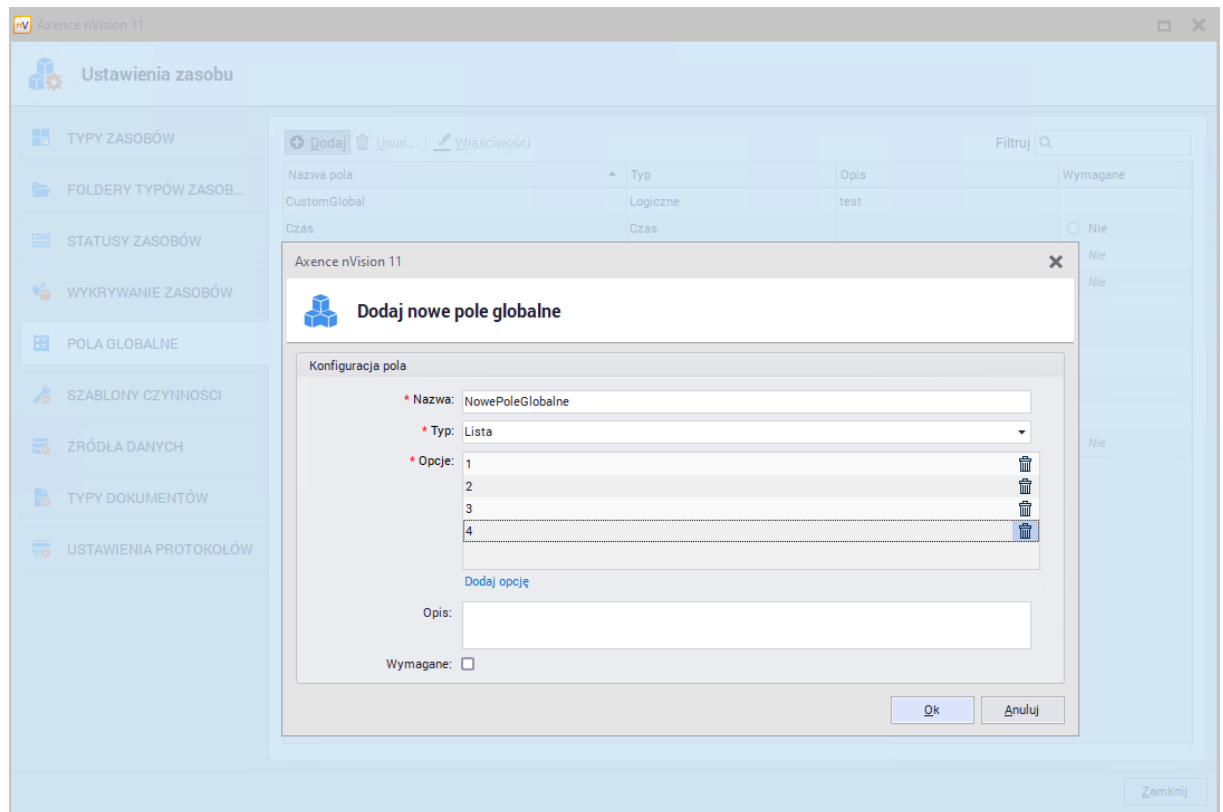 nV Axence nVision 11
Ustawienia zasobu
TYPY ZASOBÓW
FOLDERY TYPÓW ZASOB...
STATUSY ZASOBÓW
WYKRYWANIE ZASOBÓW
POLA GLOBALNE
SZABLONY CZYNNOŚCI
ŹRÓDŁA DANYCH
TYPY DOKUMENTÓW
USTAWIENIA PROTOKOŁÓW
Dodaj Usuń... Właściwości Filtruj
Nazwa pola Typ Opis Wymagane
CustomGlobal Logiczne test
Czas Czas Nie
Nie
Nie
Nie
Axence nVision 11
Dodaj nowe pole globalne
Konfiguracja pola
* Nazwa: NowePoleGlobalne
* Typ: Lista
* Opcje: 1
2
3
4
Dodaj opcję
Opis:
Wymagane:
Ok Anuluj
Zamknij